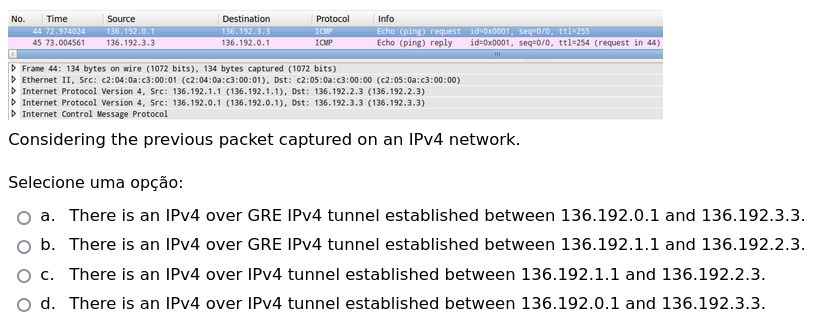 No. Time Source Destination Protocol Info
44 72.974024 136.192.0.1 136.192.3.3 ICMP Echo (ping) request id=0x0001, seq=0/0, ttl=255
45 73.004561 136.192.3.3 136.192.0.1 ICMP Echo (ping) reply id=0x0001, seq=0/0, ttl=254 (request in 44)
Frame 44: 134 bytes on wire (1072 bits), 134 bytes captured (1072 bits)
Ethernet II, Src: c2:04:0a:c3:00:01 (c2:04:0a:c3:00:01), Dst: c2:05:0a:c3:00:00 (c2:05:0a:c3:00:00)
Internet Protocol Version 4, Src: 136.192.1.1 (136.192.1.1), Dst: 136.192.2.3 (136.192.2.3)
Internet Protocol Version 4, Src: 136.192.0.1 (136.192.0.1), Dst: 136.192.3.3 (136.192.3.3)
Internet Control Message Protocol
Considering the previous packet captured on an IPv4 network.
Selecione uma opção:
a. There is an IPv4 over GRE IPv4 tunnel established between 136.192.0.1 and 136.192.3.3.
b. There is an IPv4 over GRE IPv4 tunnel established between 136.192.1.1 and 136.192.2.3.
c. There is an IPv4 over IPv4 tunnel established between 136.192.1.1 and 136.192.2.3.
d. There is an IPv4 over IPv4 tunnel established between 136.192.0.1 and 136.192.3.3.